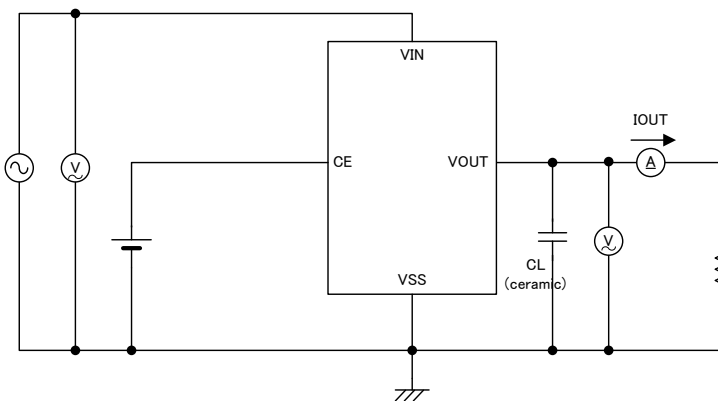 VIN
IOUT
V
CE
VOUT
A
V
CL
(ceramic)
VSS